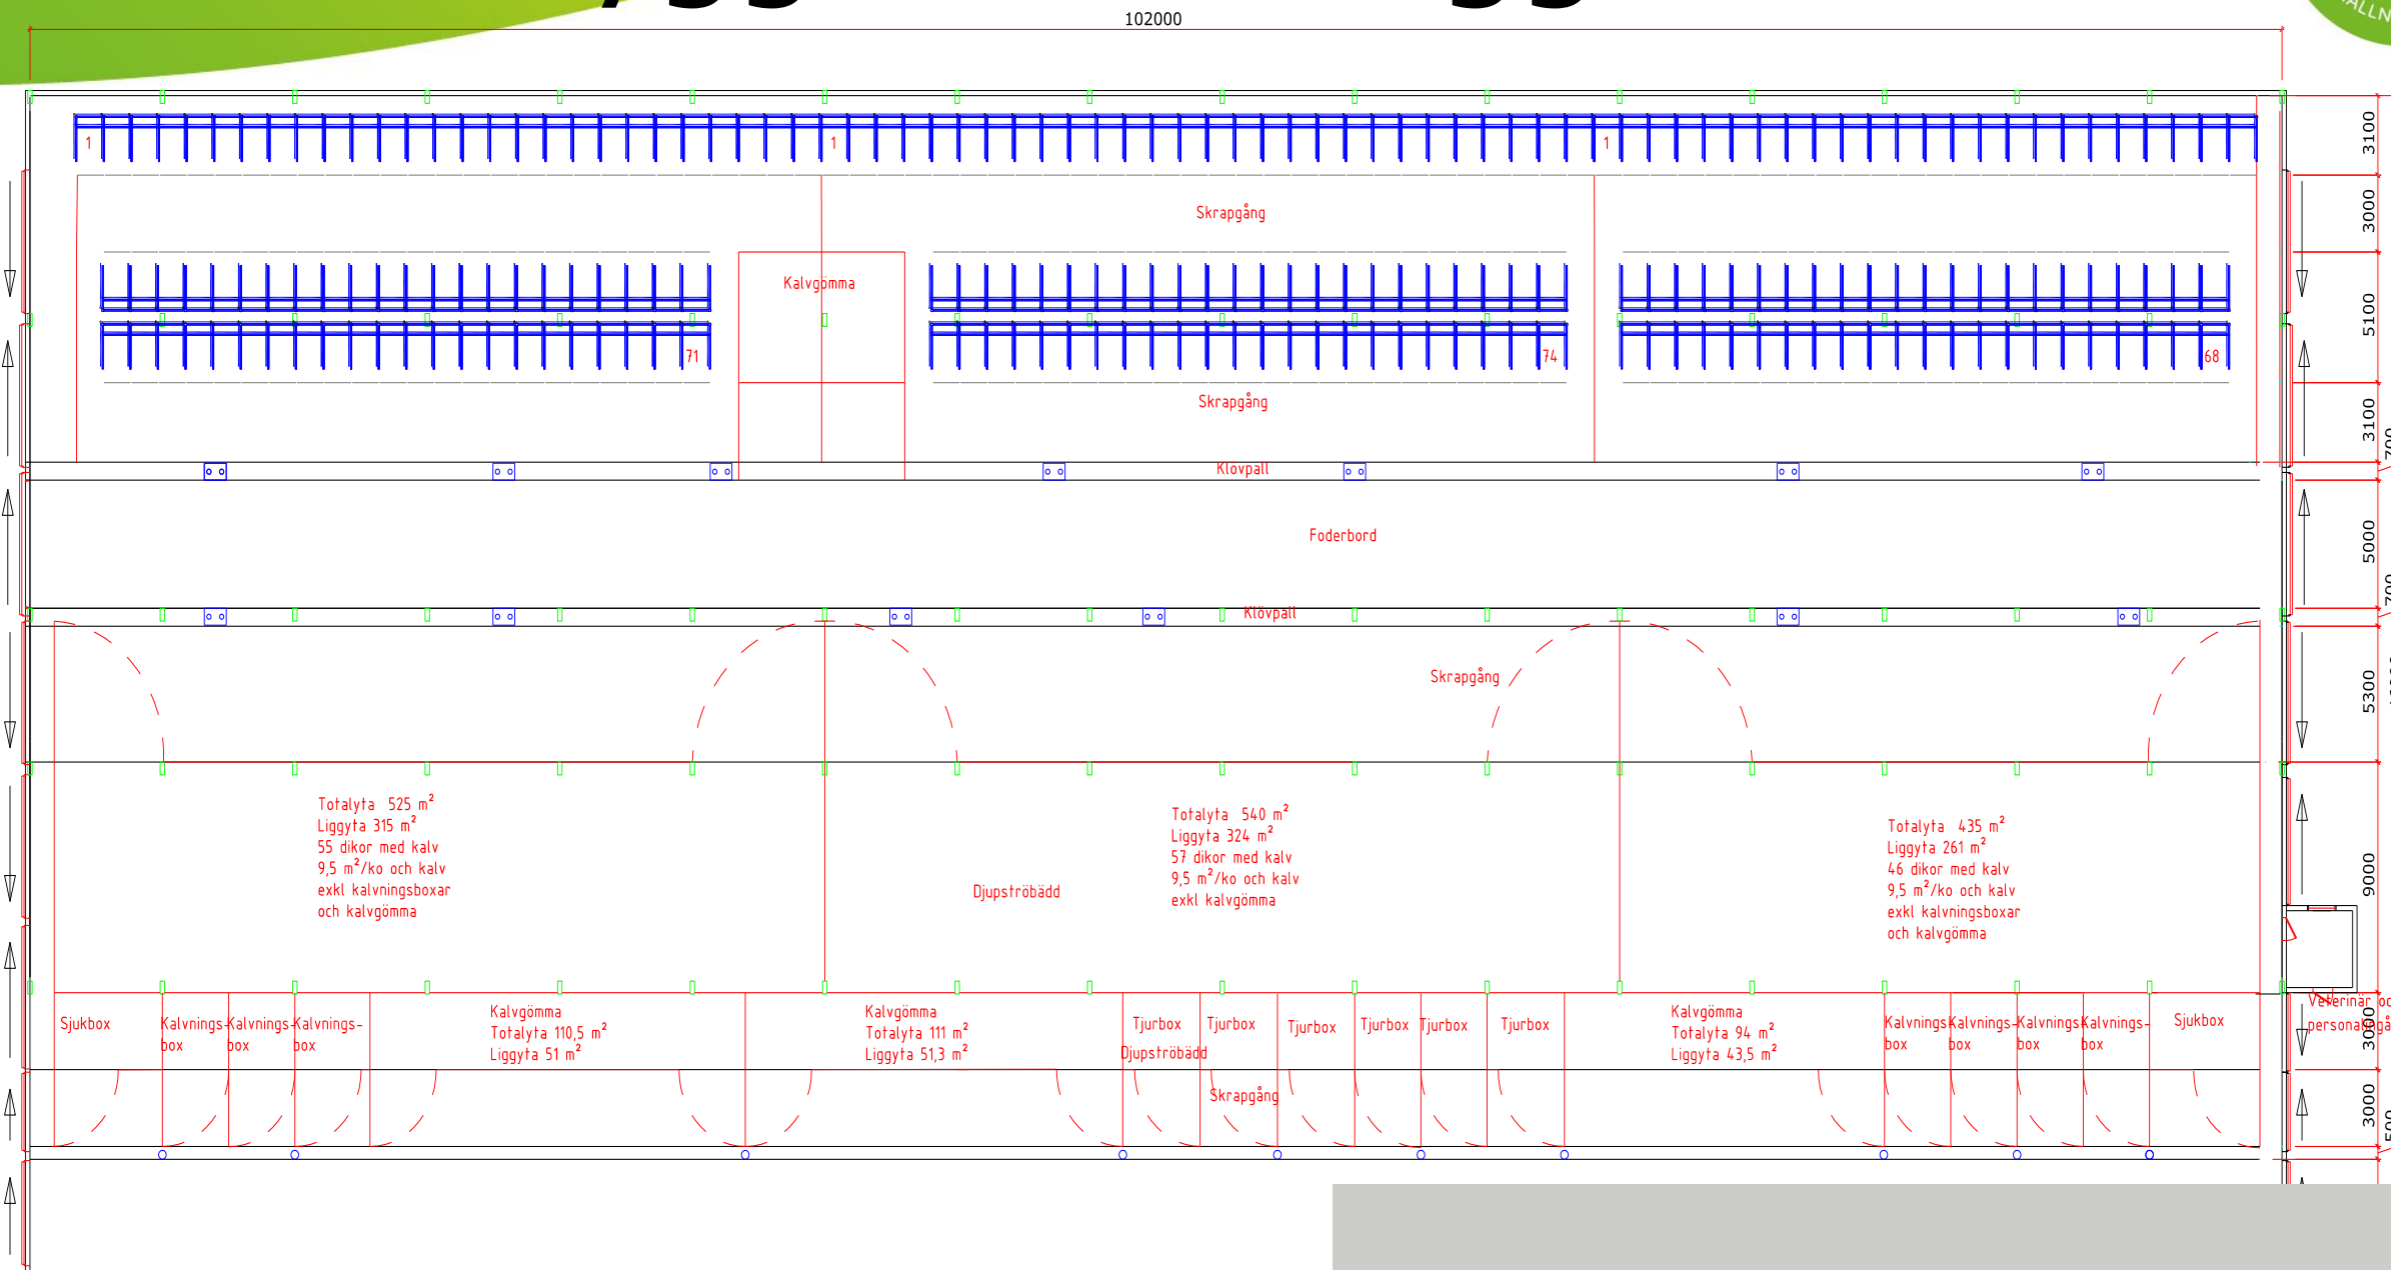 102000
1
1
1
3100
Skrapgång
3000
Kalvgömma
5100
71
74
68
Skrapgång
3100
Klövpall
700
Foderbord
5000
Klövpall
700
Skrapgång
5300
Totalyta 525 m²
Liggyta 315 m²
55 dikor med kalv
9,5 m²/ko och kalv
exkl kalvningsboxar
och kalvgömma
Djupströbädd
Totalyta 540 m²
Liggyta 324 m²
57 dikor med kalv
9,5 m²/ko och kalv
exkl kalvgömma
Totalyta 435 m²
Liggyta 261 m²
46 dikor med kalv
9,5 m²/ko och kalv
exkl kalvningsboxar
och kalvgömma
9000
Sjukbox
Kalvnings-
box
Kalvnings-
box
Kalvnings-
box
Kalvgömma
Totalyta 110,5 m²
Liggyta 51 m²
Kalvgömma
Totalyta 111 m²
Liggyta 51,3 m²
Tjurbox
Tjurbox
Tjurbox
Tjurbox
Tjurbox
Tjurbox
Djupströbädd
Kalvgömma
Totalyta 94 m²
Liggyta 43,5 m²
Kalvnings-
box
Kalvnings-
box
Kalvnings-
box
Kalvnings-
box
Sjukbox
Veterinär
3000
Skrapgång
3000
500